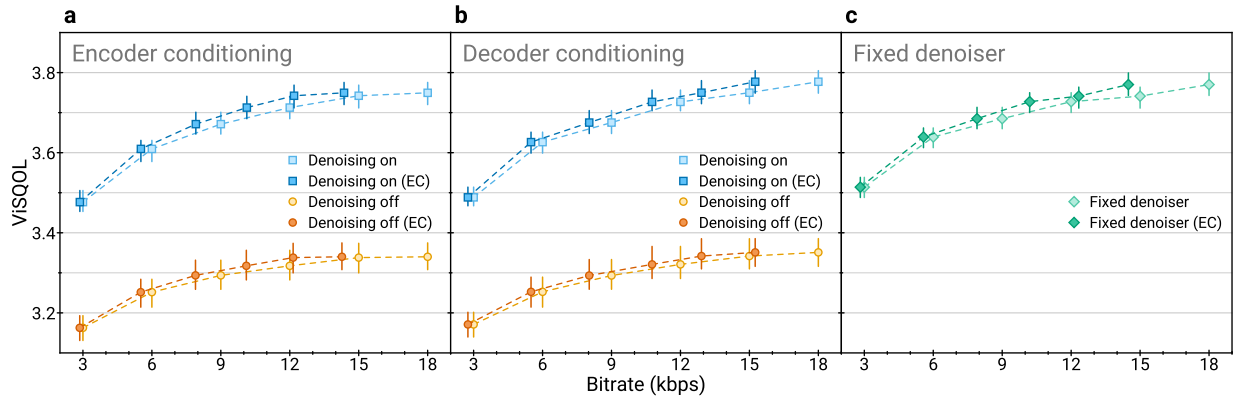 a
b
c
Encoder conditioning
Decoder conditioning
Fixed denoiser
ViSQOL
3.8
3.6
3.4
3.2
Denoising on
Denoising on (EC)
Denoising off
Denoising off (EC)
Denoising on
Denoising on (EC)
Denoising off
Denoising off (EC)
Fixed denoiser
Fixed denoiser (EC)
3 6 9 12 15 18
3 6 9 12 15 18
3 6 9 12 15 18
Bitrate (kbps)